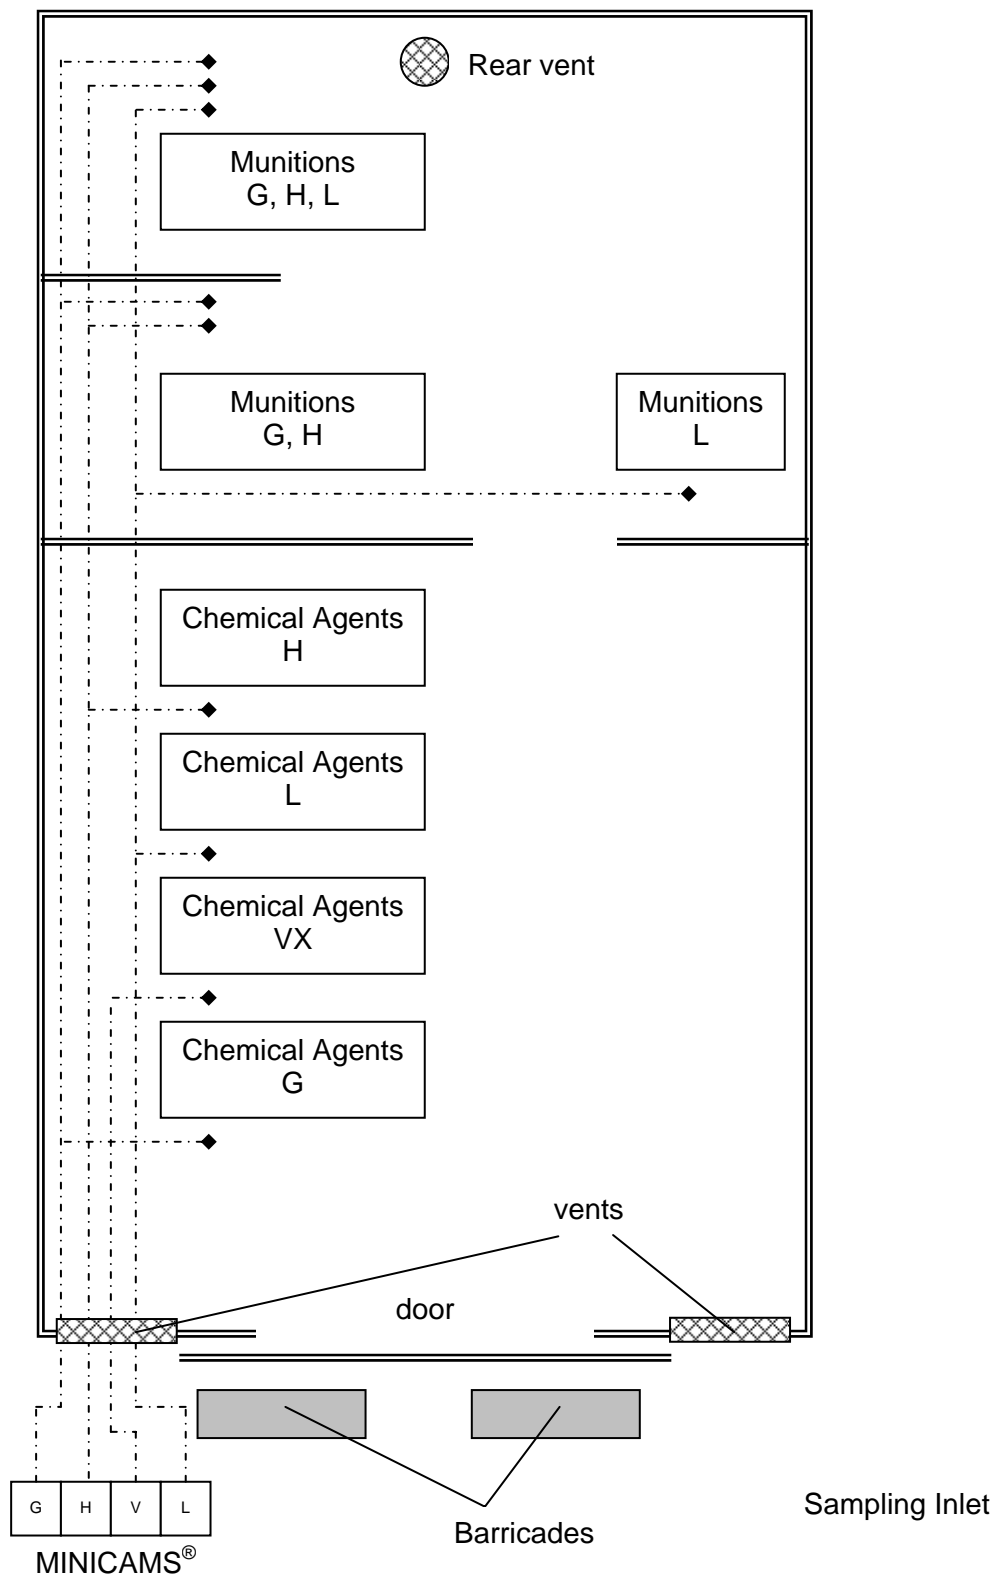 Rear vent
Munitions
G, H, L
Munitions
G, H
Munitions
L
Chemical Agents
H
Chemical Agents
L
Chemical Agents
VX
Chemical Agents
G
vents
door
G H V L
Sampling Inlet
Barricades
MINICAMS®